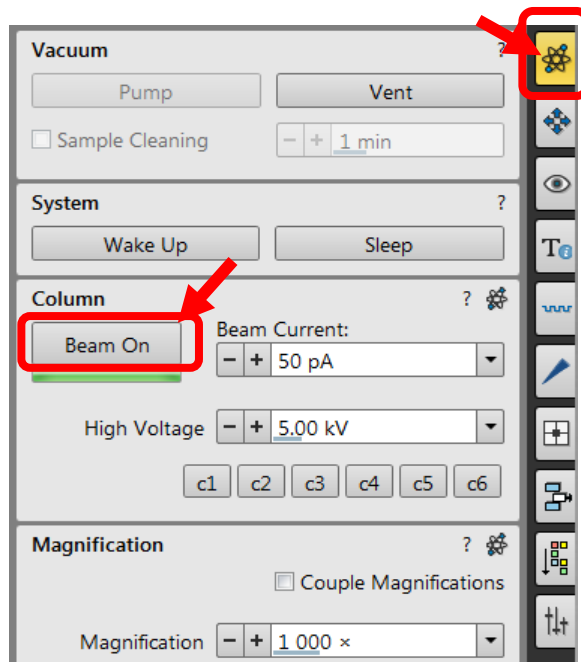 Vacuum ?
Pump Vent
Sample Cleaning − + 1 min
System ?
Wake Up Sleep
Column ?
Beam Current:
Beam On − + 50 pA
High Voltage − + 5.00 kV
c1 c2 c3 c4 c5 c6
Magnification ?
Couple Magnifications
Magnification − + 1 000 ×
T